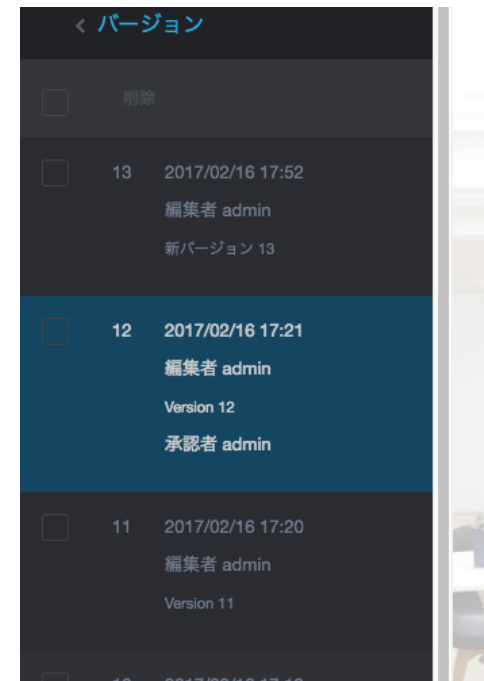 バージョン
削除
13 2017/02/16 17:52
編集者 admin
新バージョン 13
12 2017/02/16 17:21
編集者 admin
Version 12
承認者 admin
11 2017/02/16 17:20
編集者 admin
Version 11